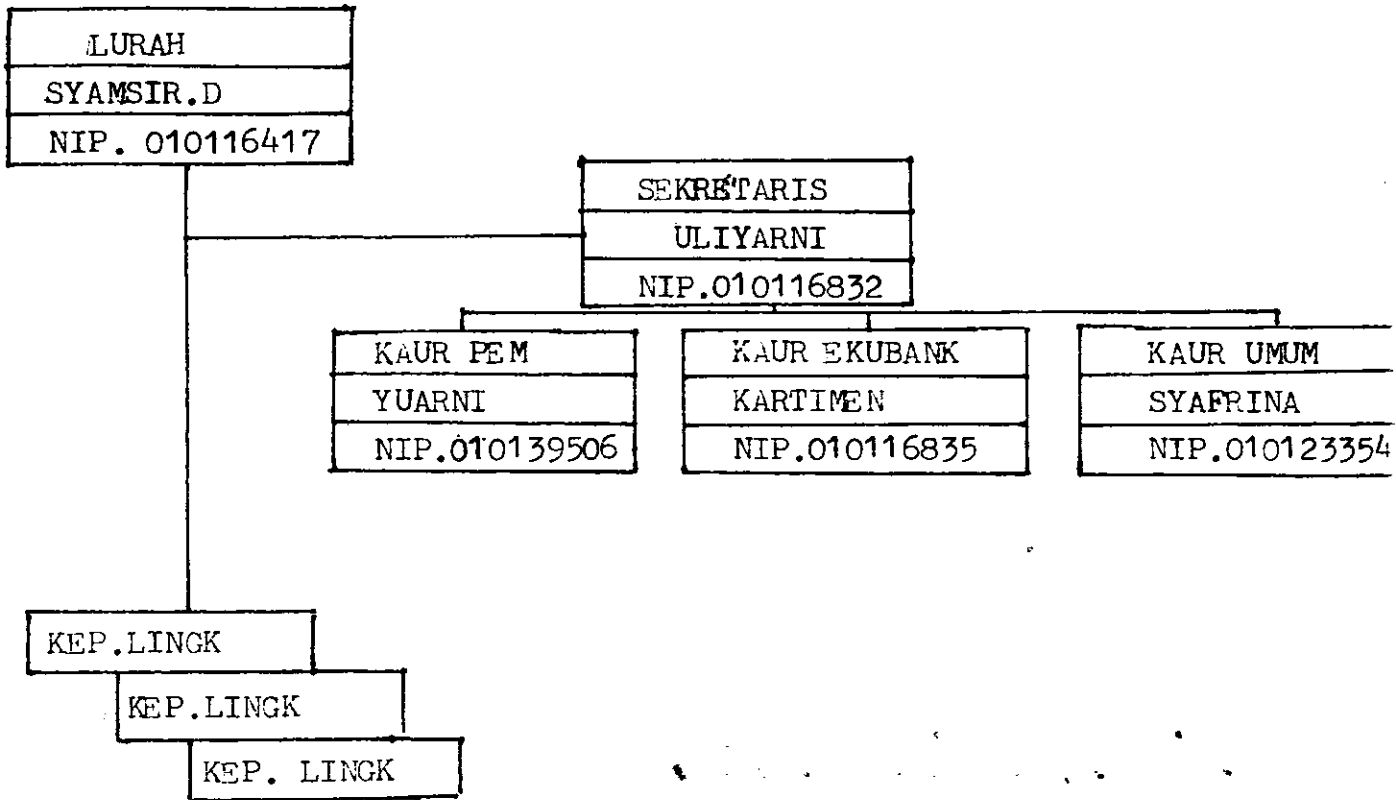 LURAH
SYAMSIR.D
NIP. 010116417
SEKRETARIS
ULIYARNI
NIP.010116832
KAUR PEM
YUARNI
NIP.010139506
KAUR EKUBANK
KARTIMEN
NIP.010116835
KAUR UMUM
SYAFRINA
NIP.010123354
KEP.LINGK
KEP.LINGK
KEP. LINGK